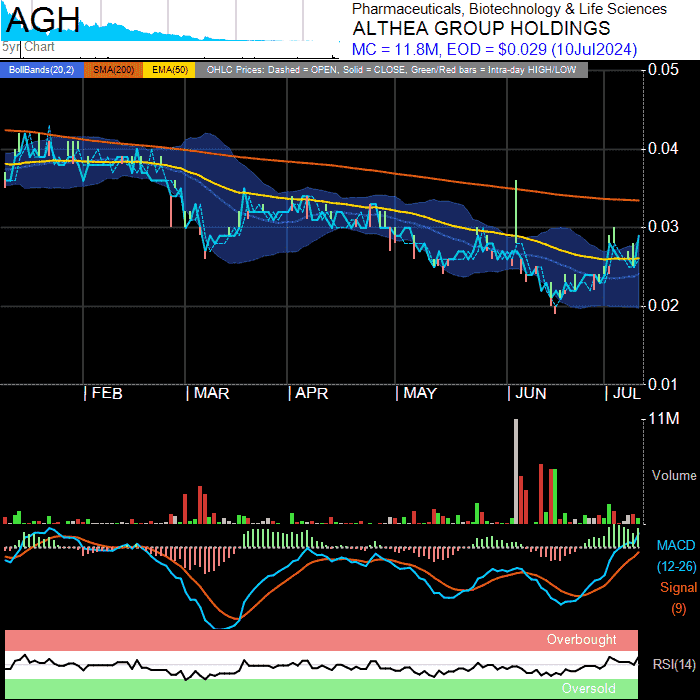 AGH
5yr Chart
Pharmaceuticals, Biotechnology & Life Sciences
ALTHEA GROUP HOLDINGS
MC = 11.8M, EOD = $0.029 (10Jul2024)
BollBands(20,2) SMA(200) EMA(50) OHLC Prices: Dashed = OPEN, Solid = CLOSE, Green/Red bars = Intra-day HIGH/LOW
0.05
0.04
0.03
0.02
0.01
FEB MAR APR MAY JUN JUL
11M
Volume
MACD
(12-26)
Signal
(9)
Overbought
RSI(14)
Oversold